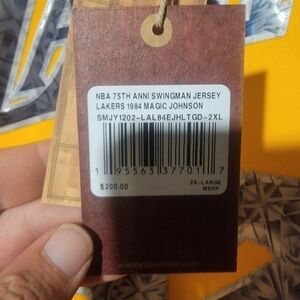 NBA 75TH ANNI SWINGMAN JERSEY
LAKERS 1984 MAGIC JOHNSON
SMJY1202-LAL84EJHLTGD-2XL
1 95563 37701 7
$200.00
2X-LARGE
MSRP